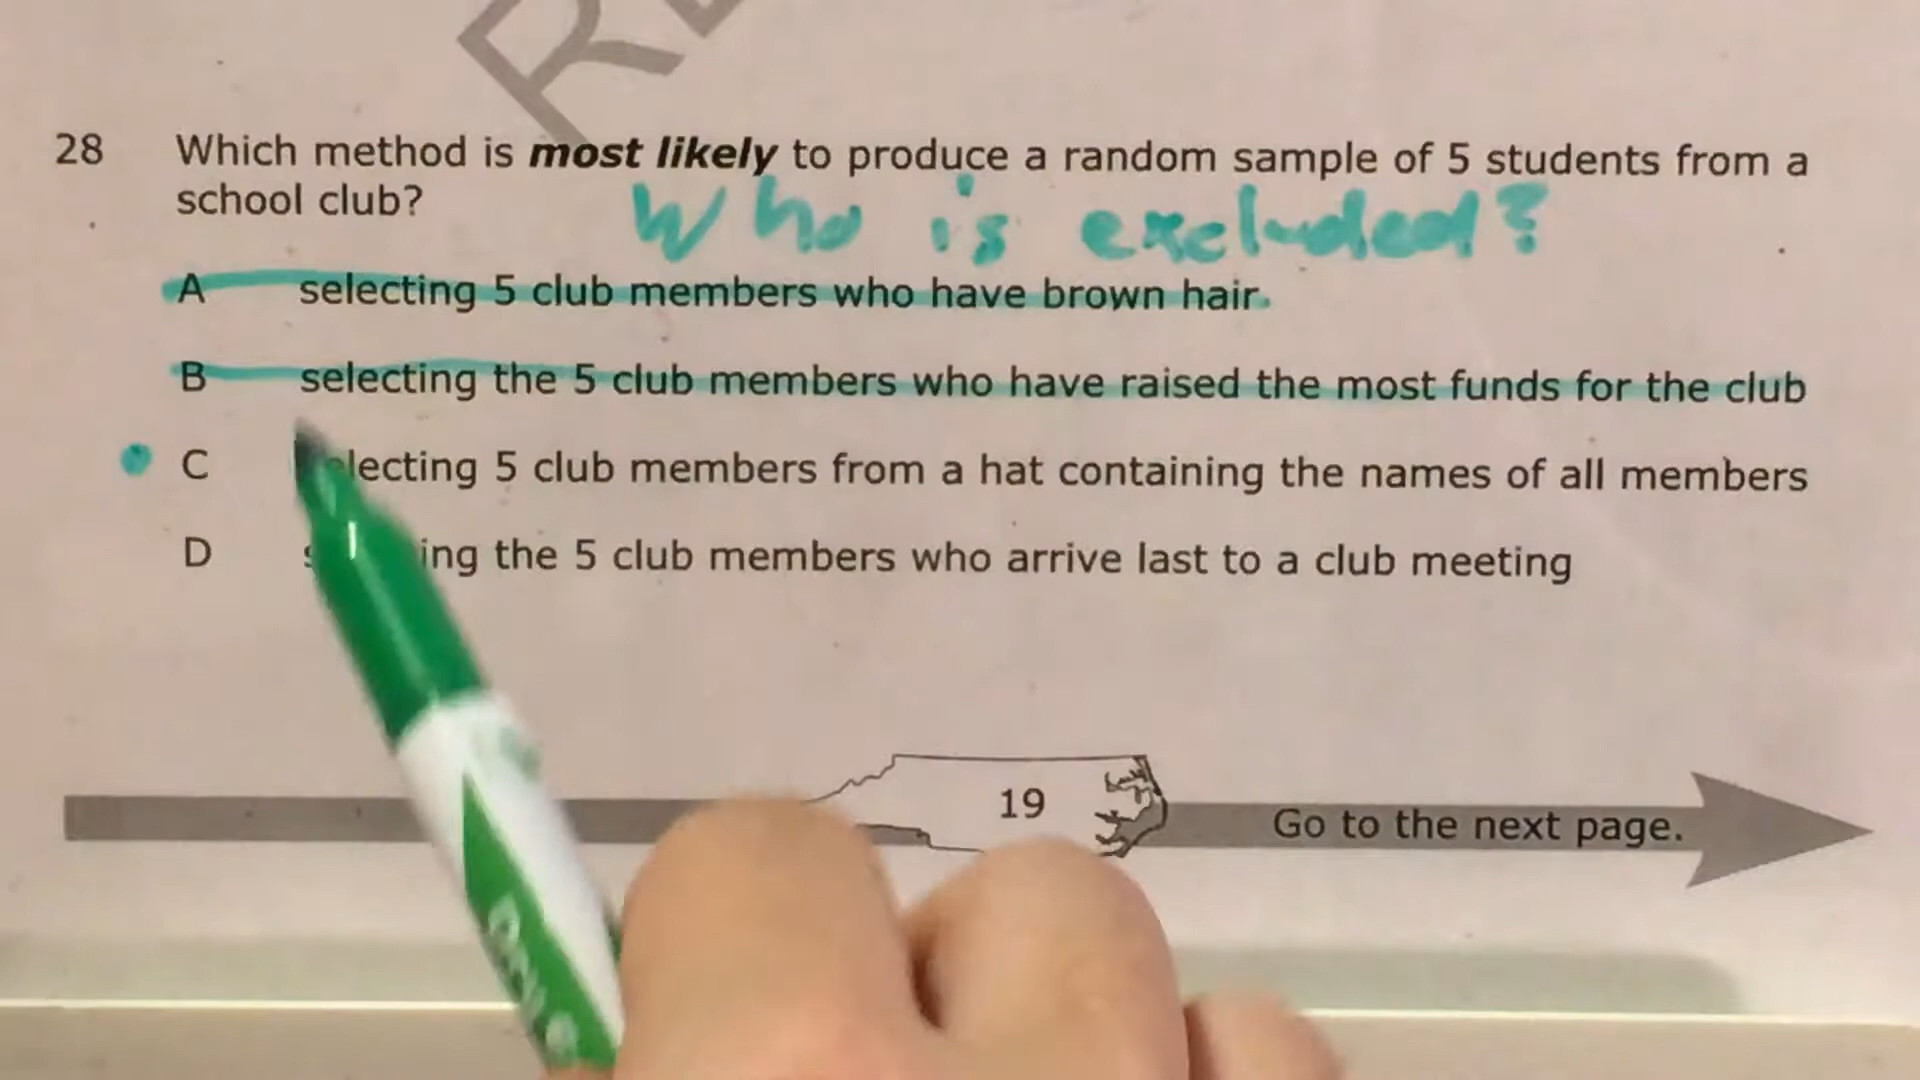 28 Which method is most likely to produce a random sample of 5 students from a
school club?
Who is excluded?
A selecting 5 club members who have brown hair.
B selecting the 5 club members who have raised the most funds for the club
C electing 5 club members from a hat containing the names of all members
D ing the 5 club members who arrive last to a club meeting
19
Go to the next page.